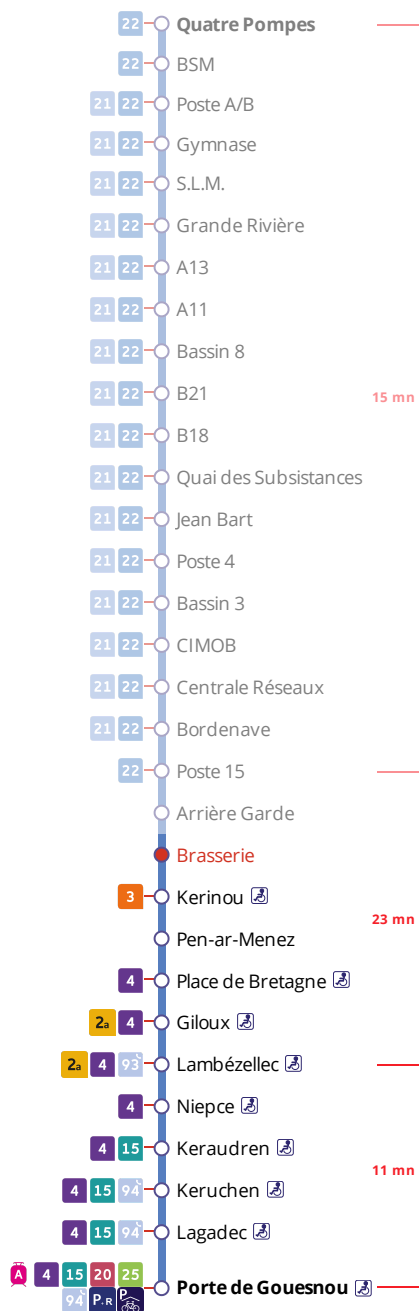 22 Quatre Pompes
22 BSM
21 22 Poste A/B
21 22 Gymnase
21 22 S.L.M.
21 22 Grande Rivière
21 22 A13
21 22 A11
21 22 Bassin 8
21 22 B21
15 mn
21 22 B18
21 22 Quai des Subsistances
21 22 Jean Bart
21 22 Poste 4
21 22 Bassin 3
21 22 CIMOB
21 22 Centrale Réseaux
21 22 Bordenave
22 Poste 15
Arrière Garde
Brasserie
3 Kerinou
23 mn
Pen-ar-Menez
4 Place de Bretagne
2a 4 Giloux
2a 4 93 Lambézellec
4 Niepce
4 15 Keraudren
11 mn
4 15 94 Keruchen
4 15 94 Lagadec
A 4 15 20 25
94 P+R P Porte de Gouesnou